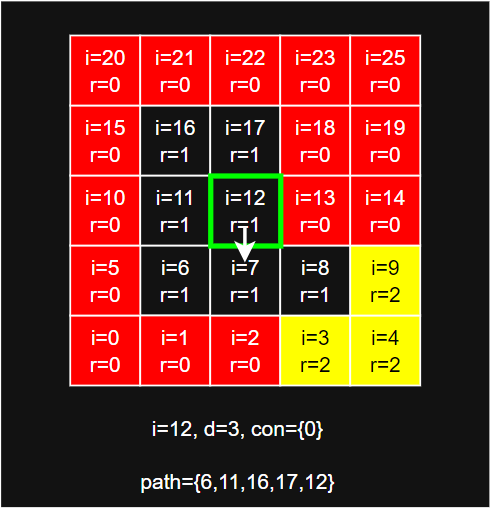 i=20 i=21 i=22 i=23 i=25
r=0 r=0 r=0 r=0 r=0
i=15 i=16 i=17 i=18 i=19
r=0 r=1 r=1 r=0 r=0
i=10 i=11 i=12 i=13 i=14
r=0 r=1 r=1 r=0 r=0
i=5 i=6 i=7 i=8 i=9
r=0 r=1 r=1 r=1 r=2
i=0 i=1 i=2 i=3 i=4
r=0 r=0 r=0 r=2 r=2
i=12, d=3, con={0}
path={6,11,16,17,12}